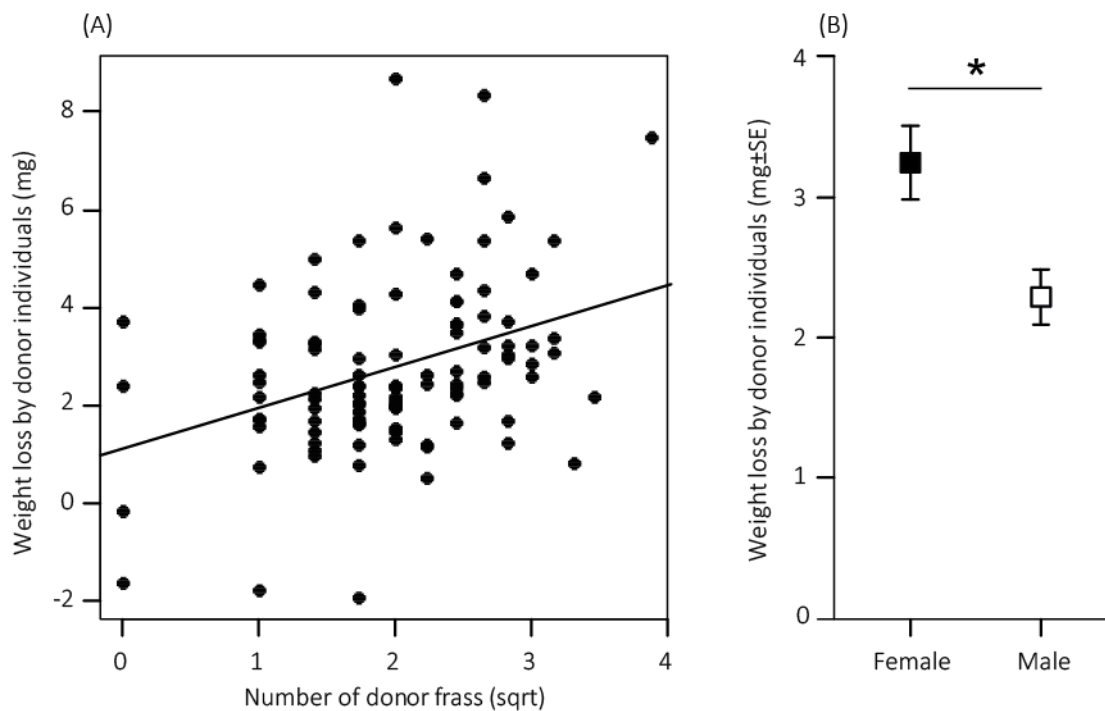 (A)
Weight loss by donor individuals (mg)
8
6
4
2
0
-2
0 1 2 3 4
Number of donor frass (sqrt)
(B)
Weight loss by donor individuals (mg±SE)
4
3
2
1
0
*
Female Male